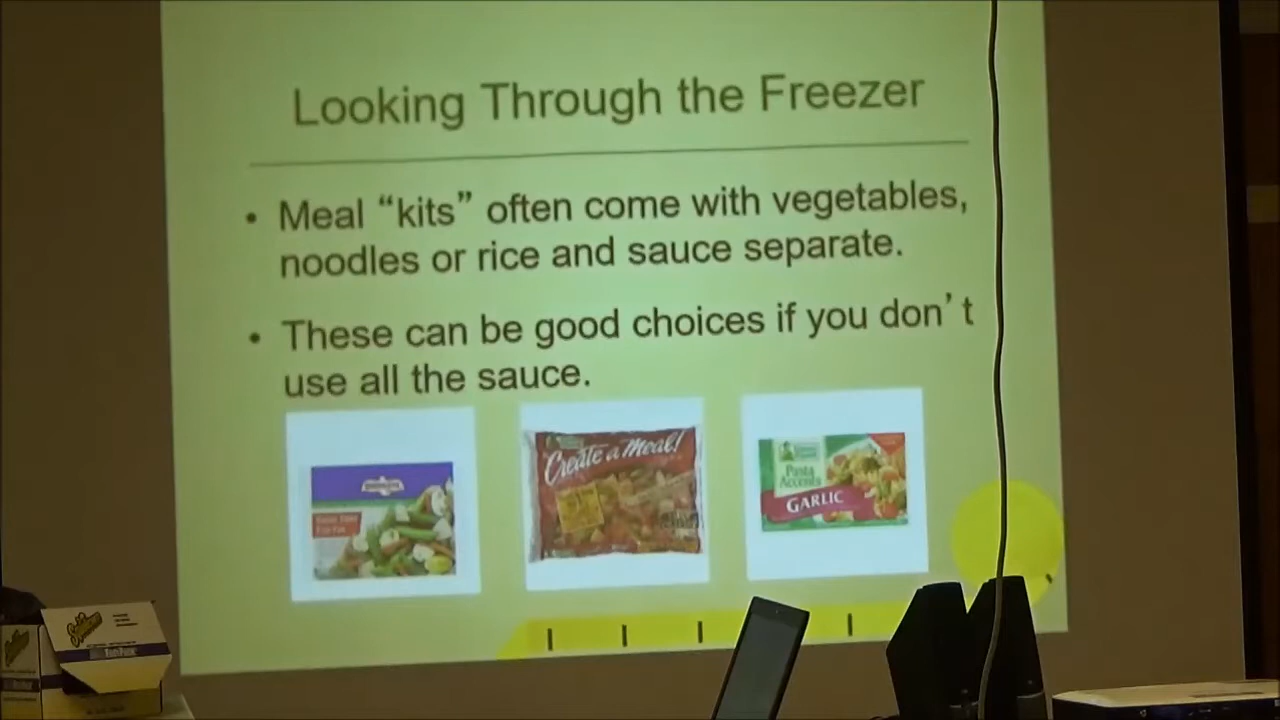 Looking Through the Freezer
• Meal “kits” often come with vegetables,
noodles or rice and sauce separate.
• These can be good choices if you don’t
use all the sauce.
Create a Meal!
Pasta
Accents
GARLIC